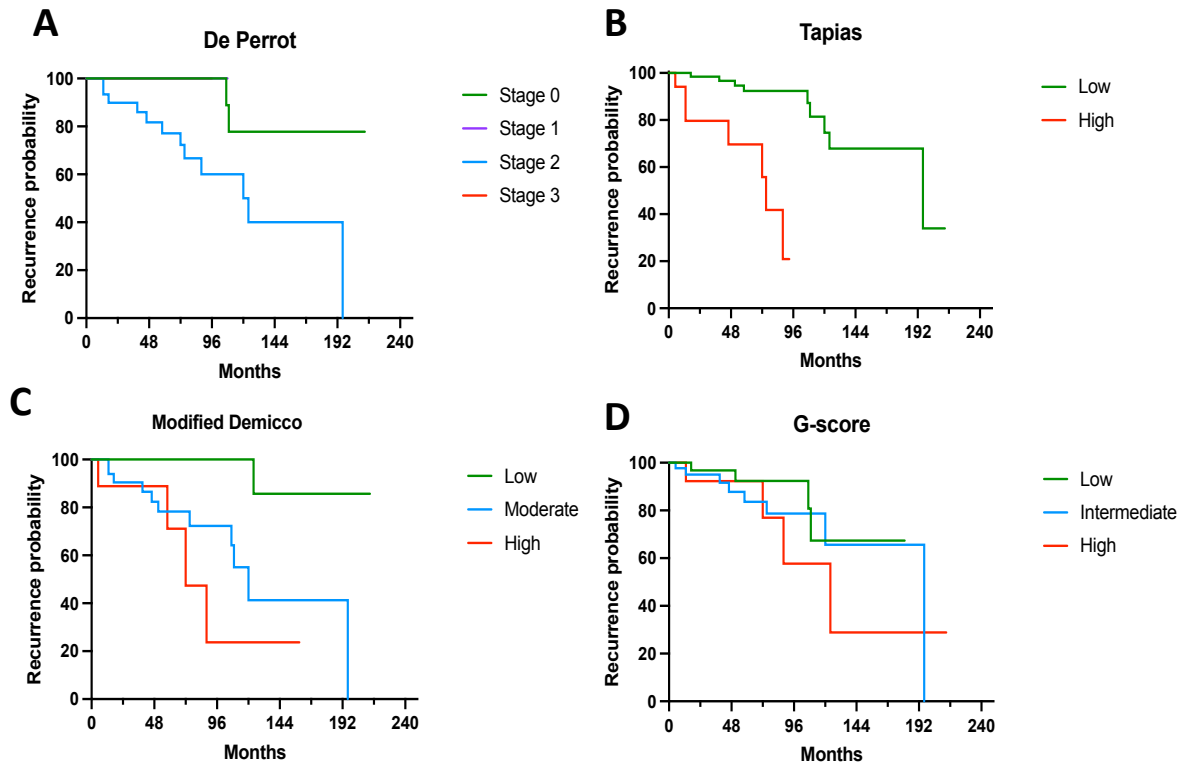 A
De Perrot
Recurrence probability
100
80
60
40
20
0
0 48 96 144 192 240
Months
Stage 0
Stage 1
Stage 2
Stage 3
B
Tapias
Recurrence probability
100
80
60
40
20
0
0 48 96 144 192 240
Months
Low
High
C
Modified Demicco
Recurrence probability
100
80
60
40
20
0
0 48 96 144 192 240
Months
Low
Moderate
High
D
G-score
Recurrence probability
100
80
60
40
20
0
0 48 96 144 192 240
Months
Low
Intermediate
High